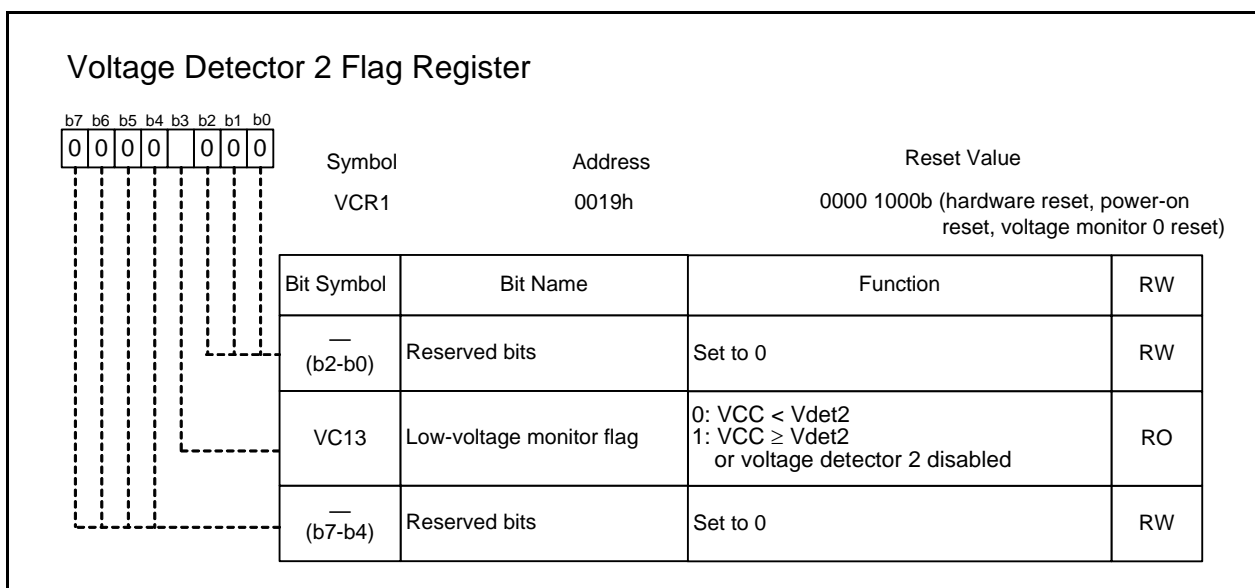 Voltage Detector 2 Flag Register
b7 b6 b5 b4 b3 b2 b1 b0
0 0 0 0 0 0 0
Symbol Address Reset Value
VCR1 0019h 0000 1000b (hardware reset, power-on
reset, voltage monitor 0 reset)
Bit Symbol Bit Name Function RW
—
(b2-b0) Reserved bits Set to 0 RW
0: VCC < Vdet2
VC13 Low-voltage monitor flag 1: VCC ≥ Vdet2 RO
or voltage detector 2 disabled
—
(b7-b4) Reserved bits Set to 0 RW